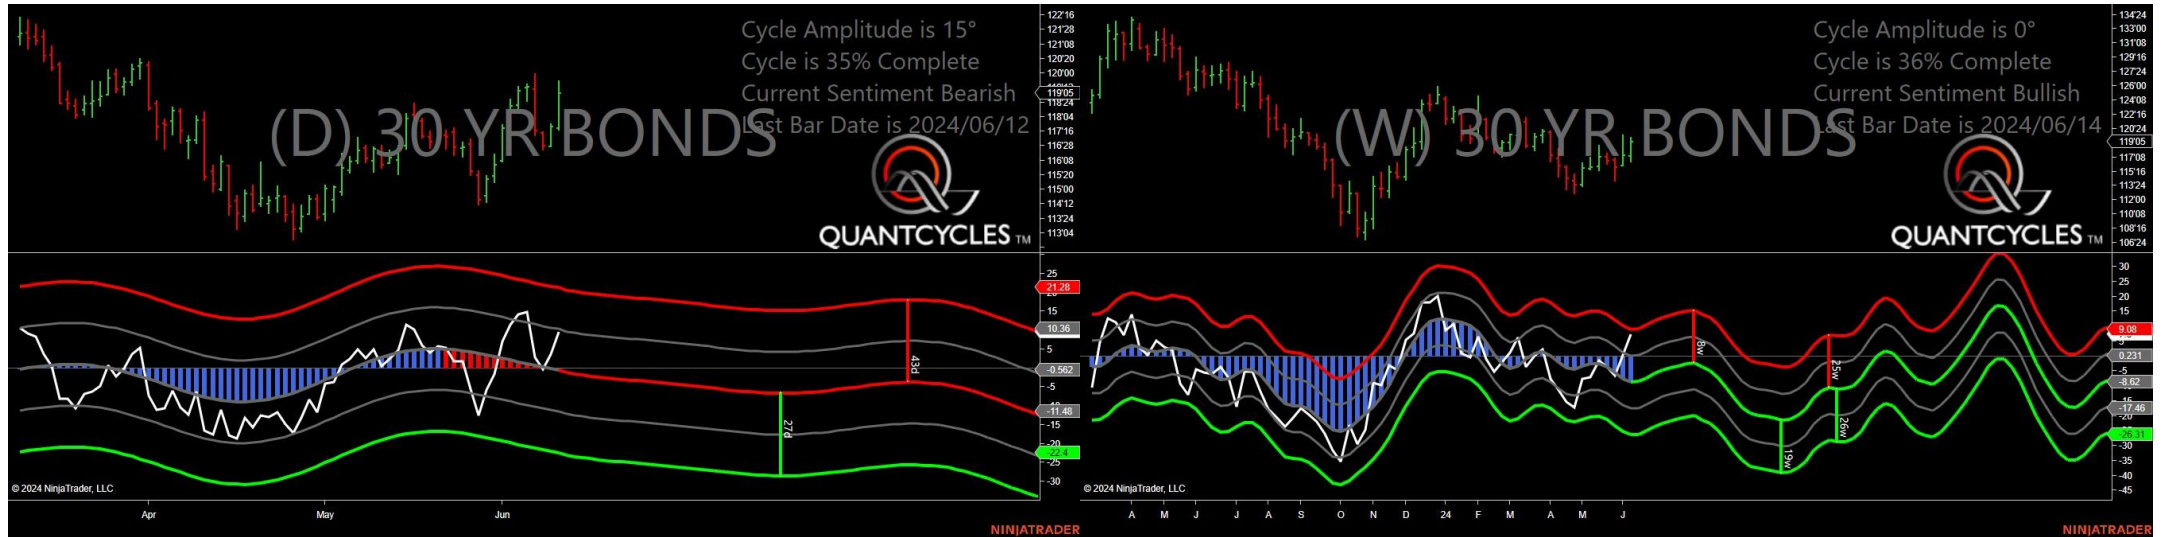 Cycle Amplitude is 15°
Cycle is 35% Complete
Current Sentiment Bearish
Last Bar Date is 2024/06/12
(D) 30 YR BONDS
QUANTCYCLES TM
122'16
121'28
121'08
120'20
120'00
119'05
118'24
118'04
117'16
116'28
116'08
115'20
115'00
114'12
113'24
113'04
25
21.28
15
10.36
5
-0.562
-5
-11.48
-15
-20
-22.4
-25
-30
43d
27d
© 2024 NinjaTrader, LLC
Apr
May
Jun
NINJATRADER
Cycle Amplitude is 0°
Cycle is 36% Complete
Current Sentiment Bullish
Last Bar Date is 2024/06/14
(W) 30 YR BONDS
QUANTCYCLES TM
134'24
133'00
131'08
129'16
127'24
126'00
124'08
122'16
120'24
119'05
117'08
115'16
113'24
112'00
110'08
108'16
106'24
30
25
20
15
9.08
0.231
-5
-8.62
-17.46
-26.31
-30
-35
-40
-45
8w
25w
26w
19w
© 2024 NinjaTrader, LLC
A M J J A S O N D 24 F M A M J
NINJATRADER